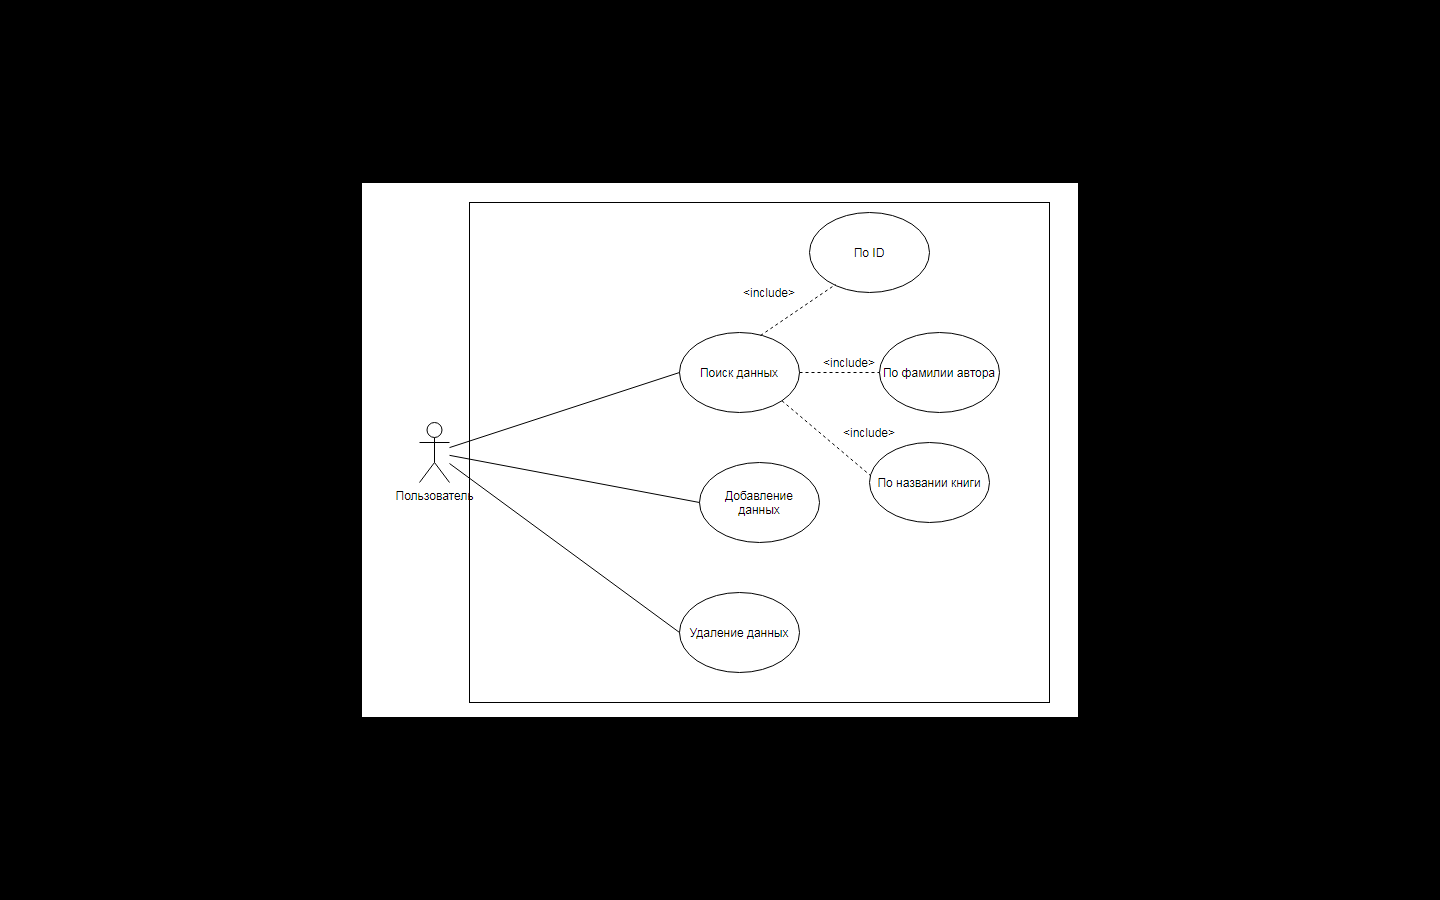 По ID
<include>
Поиск данных
<include>
По фамилии автора
<include>
По названии книги
Пользователь
Добавление
данных
Удаление данных